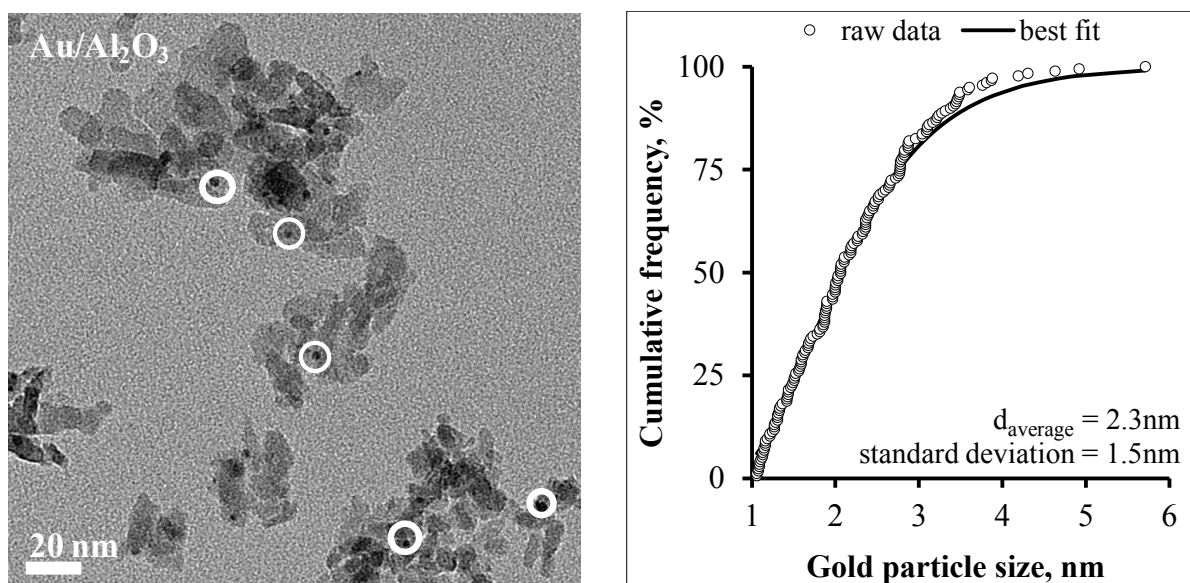 Au/Al₂O₃
20 nm
○ raw data — best fit
100
75
50
25
0
Cumulative frequency, %
d_average = 2.3nm
standard deviation = 1.5nm
1 2 3 4 5 6
Gold particle size, nm